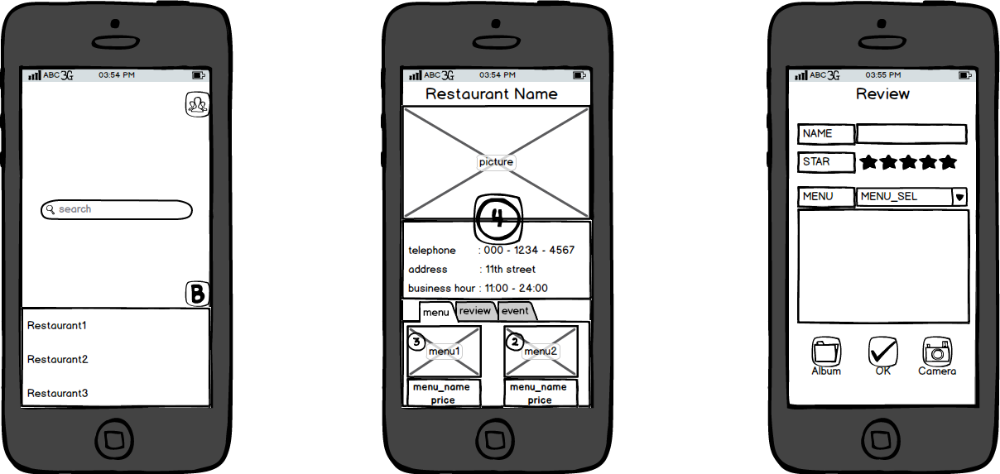 ABC 3G 03:54 PM
search
B
Restaurant1
Restaurant2
Restaurant3
ABC 3G 03:54 PM
Restaurant Name
picture
4
telephone : 000 - 1234 - 4567
address : 11th street
business hour : 11:00 - 24:00
menu review event
3 menu1 2 menu2
menu_name menu_name
price price
ABC 3G 03:55 PM
Review
NAME
STAR
MENU MENU_SEL
Album OK Camera